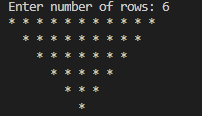 Enter number of rows: 6
* * * * * * * * * * *
  * * * * * * * * *
    * * * * * * *
      * * * * *
        * * *
          *